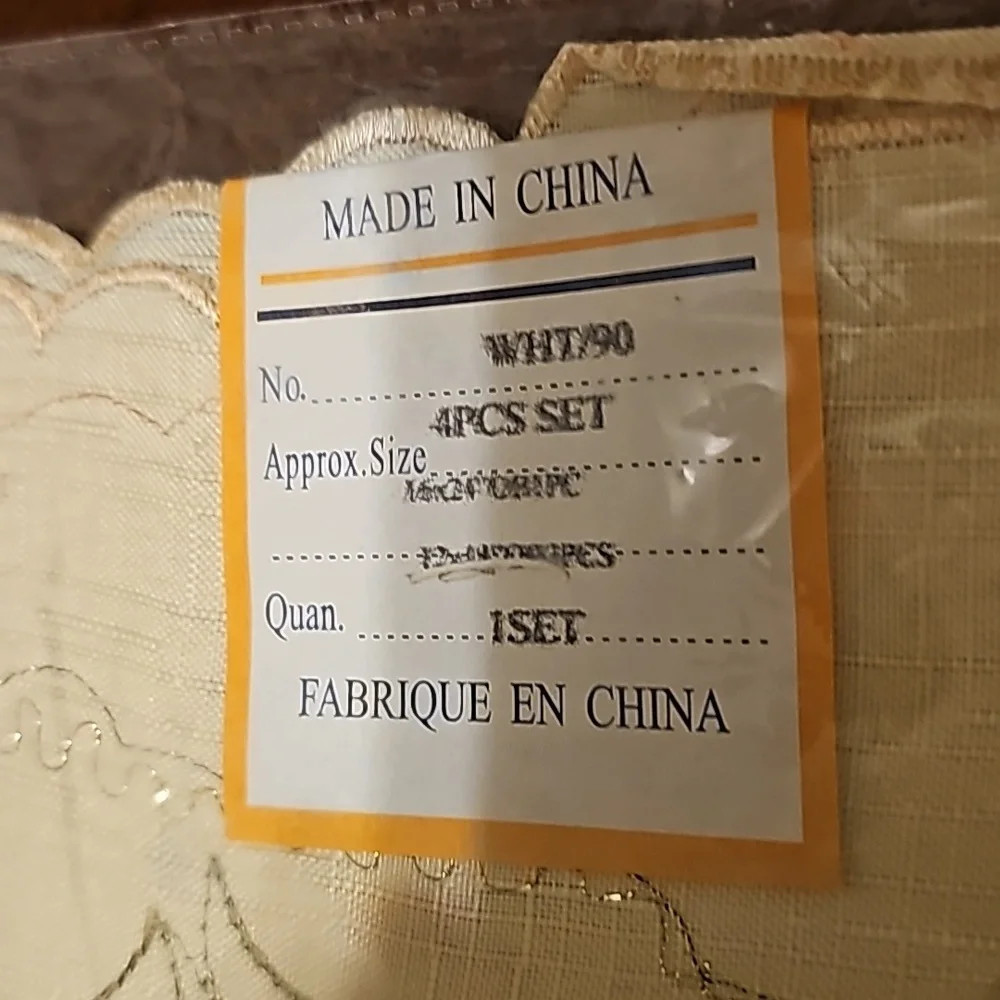 MADE IN CHINA
No. WHT/90
4PCS SET
Approx.Size
Quan. 1SET
FABRIQUE EN CHINA